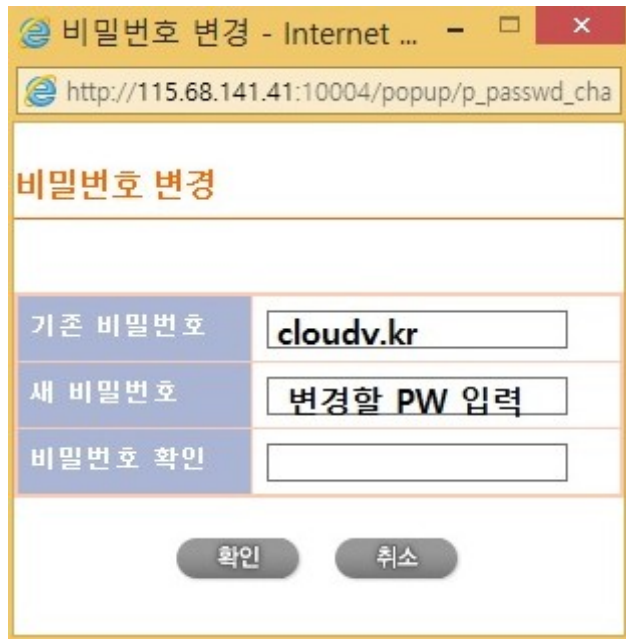 비밀번호 변경 - Internet ...
http://115.68.141.41:10004/popup/p_passwd_cha
비밀번호 변경
기존 비밀번호 cloudv.kr
새 비밀번호 변경할 PW 입력
비밀번호 확인
확인 취소